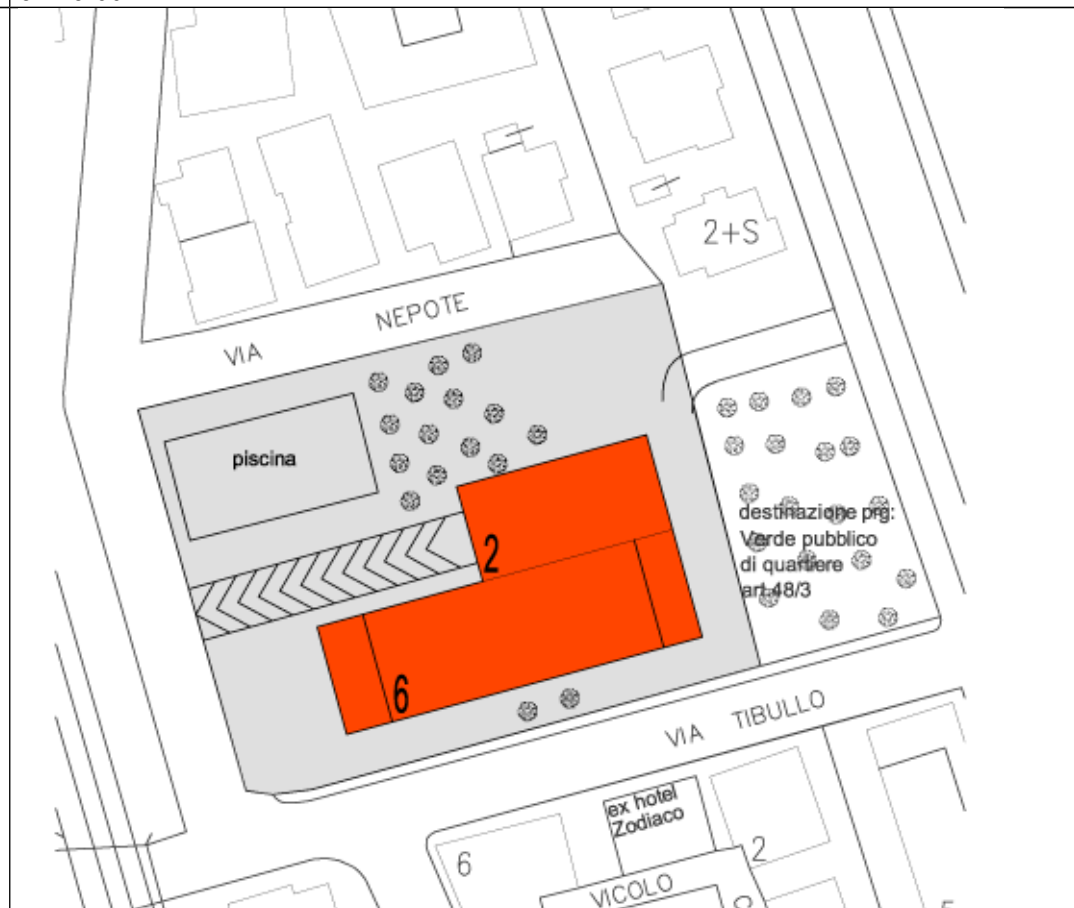 2+S
VIA NEPOTE
piscina
2
destinazione prg:
Verde pubblico
di quartiere
art.48/3
6
VIA TIBULLO
ex hotel
Zodiaco
6
2
VICOLO